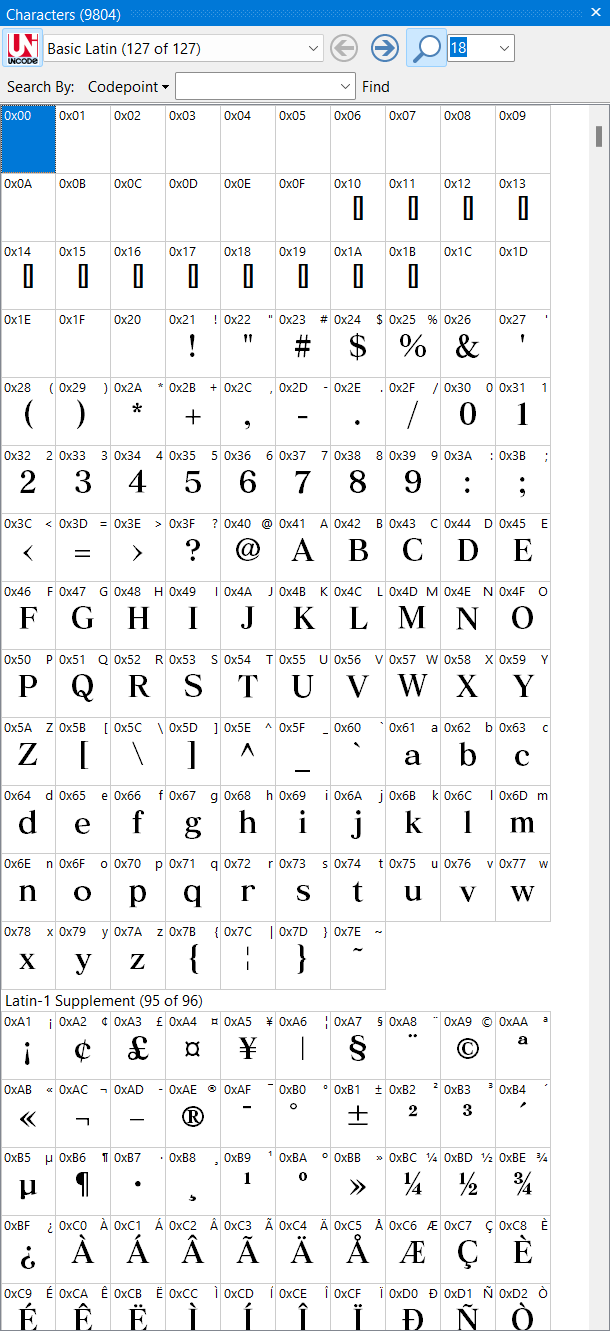 Characters (9804)
UNi UNCODE Basic Latin (127 of 127) 18
Search By: Codepoint Find
0x00 0x01 0x02 0x03 0x04 0x05 0x06 0x07 0x08 0x09
0x0A 0x0B 0x0C 0x0D 0x0E 0x0F 0x10 0x11 0x12 0x13
0x14 0x15 0x16 0x17 0x18 0x19 0x1A 0x1B 0x1C 0x1D
0x1E 0x1F 0x20 0x21 ! 0x22 " 0x23 # 0x24 $ 0x25 % 0x26 0x27 '
! " # $ % & '
0x28 ( 0x29 ) 0x2A * 0x2B + 0x2C , 0x2D - 0x2E . 0x2F / 0x30 0 0x31 1
( ) * + , - . / 0 1
0x32 2 0x33 3 0x34 4 0x35 5 0x36 6 0x37 7 0x38 8 0x39 9 0x3A : 0x3B ;
2 3 4 5 6 7 8 9 : ;
0x3C < 0x3D = 0x3E > 0x3F ? 0x40 @ 0x41 A 0x42 B 0x43 C 0x44 D 0x45 E
< = > ? @ A B C D E
0x46 F 0x47 G 0x48 H 0x49 I 0x4A J 0x4B K 0x4C L 0x4D M 0x4E N 0x4F O
F G H I J K L M N O
0x50 P 0x51 Q 0x52 R 0x53 S 0x54 T 0x55 U 0x56 V 0x57 W 0x58 X 0x59 Y
P Q R S T U V W X Y
0x5A Z 0x5B [ 0x5C \ 0x5D ] 0x5E ^ 0x5F _ 0x60 ` 0x61 a 0x62 b 0x63 c
Z [ \ ] ^ _ ` a b c
0x64 d 0x65 e 0x66 f 0x67 g 0x68 h 0x69 i 0x6A j 0x6B k 0x6C l 0x6D m
d e f g h i j k l m
0x6E n 0x6F o 0x70 p 0x71 q 0x72 r 0x73 s 0x74 t 0x75 u 0x76 v 0x77 w
n o p q r s t u v w
0x78 x 0x79 y 0x7A z 0x7B { 0x7C | 0x7D } 0x7E ~
x y z { ¦ } ˜
Latin-1 Supplement (95 of 96)
0xA1 ¡ 0xA2 ¢ 0xA3 £ 0xA4 ¤ 0xA5 ¥ 0xA6 ¦ 0xA7 § 0xA8 ¨ 0xA9 © 0xAA ª
¡ ¢ £ ¤ ¥ | § ¨ © ª
0xAB « 0xAC ¬ 0xAD - 0xAE ® 0xAF ¯ 0xB0 ° 0xB1 ± 0xB2 ² 0xB3 ³ 0xB4 ´
« ¬ – ® ¯ ° ± ² ³ ´
0xB5 µ 0xB6 ¶ 0xB7 · 0xB8 ¸ 0xB9 ¹ 0xBA º 0xBB » 0xBC ¼ 0xBD ½ 0xBE ¾
µ ¶ · ¸ ¹ º » ¼ ½ ¾
0xBF ¿ 0xC0 À 0xC1 Á 0xC2 Â 0xC3 Ã 0xC4 Ä 0xC5 Å 0xC6 Æ 0xC7 Ç 0xC8 È
¿ À Á Â Ã Ä Å Æ Ç È
0xC9 É 0xCA Ê 0xCB Ë 0xCC Ì 0xCD Í 0xCE Î 0xCF Ï 0xD0 Ð 0xD1 Ñ 0xD2 Ò
É Ê Ë Ì Í Î Ï Ð Ñ Ò